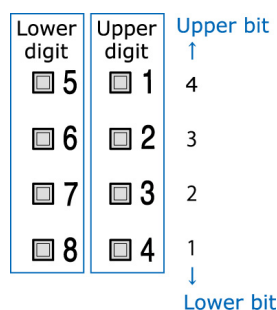 Lower digit
Upper digit
Upper bit
↑
5 1 4
6 2 3
7 3 2
8 4 1
↓
Lower bit